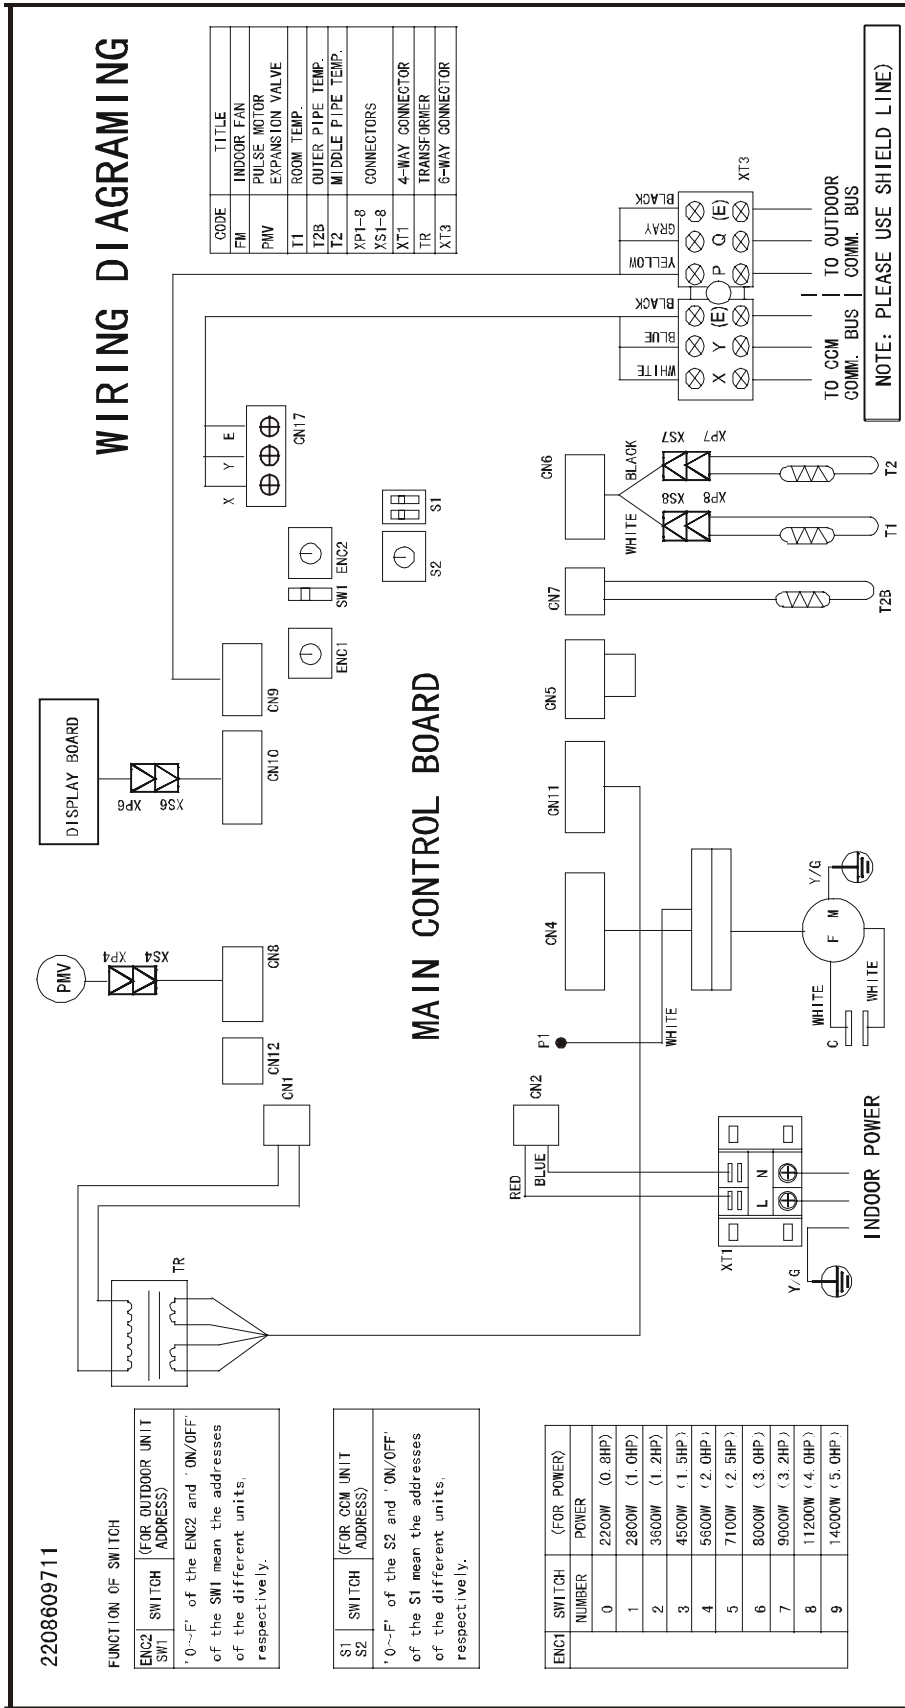 WIRING DIAGRAMING
CODE TITLE
FM INDOOR FAN
PMV PULSE MOTOR
EXPANSION VALVE
T1 ROOM TEMP.
T2B OUTER PIPE TEMP.
T2 MIDDLE PIPE TEMP.
XP1-8
XS1-8
CONNECTORS
XT1 4-WAY CONNECTOR
TR TRANSFORMER
XT3 6-WAY CONNECTOR
2208609711
FUNCTION OF SWITCH
ENC2
SW1
SWITCH
(FOR OUTDOOR UNIT
ADDRESS)
'0~F' of the ENC2 and 'ON/OFF'
of the SW1 mean the addresses
of the different units,
respectively.
S1
S2
SWITCH
(FOR CCM UNIT
ADDRESS)
'0~F' of the S2 and 'ON/OFF'
of the S1 mean the addresses
of the different units,
respectively.
ENC1 SWITCH (FOR POWER)
NUMBER POWER
0 2200W (0.8HP)
1 2800W (1.0HP)
2 3600W (1.2HP)
3 4500W (1.5HP)
4 5600W (2.0HP)
5 7100W (2.5HP)
6 8000W (3.0HP)
7 9000W (3.2HP)
8 11200W (4.0HP)
9 14000W (5.0HP)
TR
PMV
XP4
XS4
DISPLAY BOARD
XP6
XS6
CN1
CN12
CN8
CN10
CN9
ENC1
SW1
ENC2
X Y E
CN17
S2
S1
MAIN CONTROL BOARD
CN2
P1
CN4
CN11
CN5
CN7
CN6
RED
BLUE
WHITE
WHITE
BLACK
XS8
XP8
XS7
XP7
T2B
T1
T2
WHITE
BLUE
BLACK
YELLOW
GRAY
BLACK
X Y (E)
P Q (E)
XT3
TO CCM
COMM. BUS
TO OUTDOOR
COMM. BUS
NOTE: PLEASE USE SHIELD LINE)
XT1
L N
Y/G
INDOOR POWER
C
WHITE
WHITE
F M
Y/G